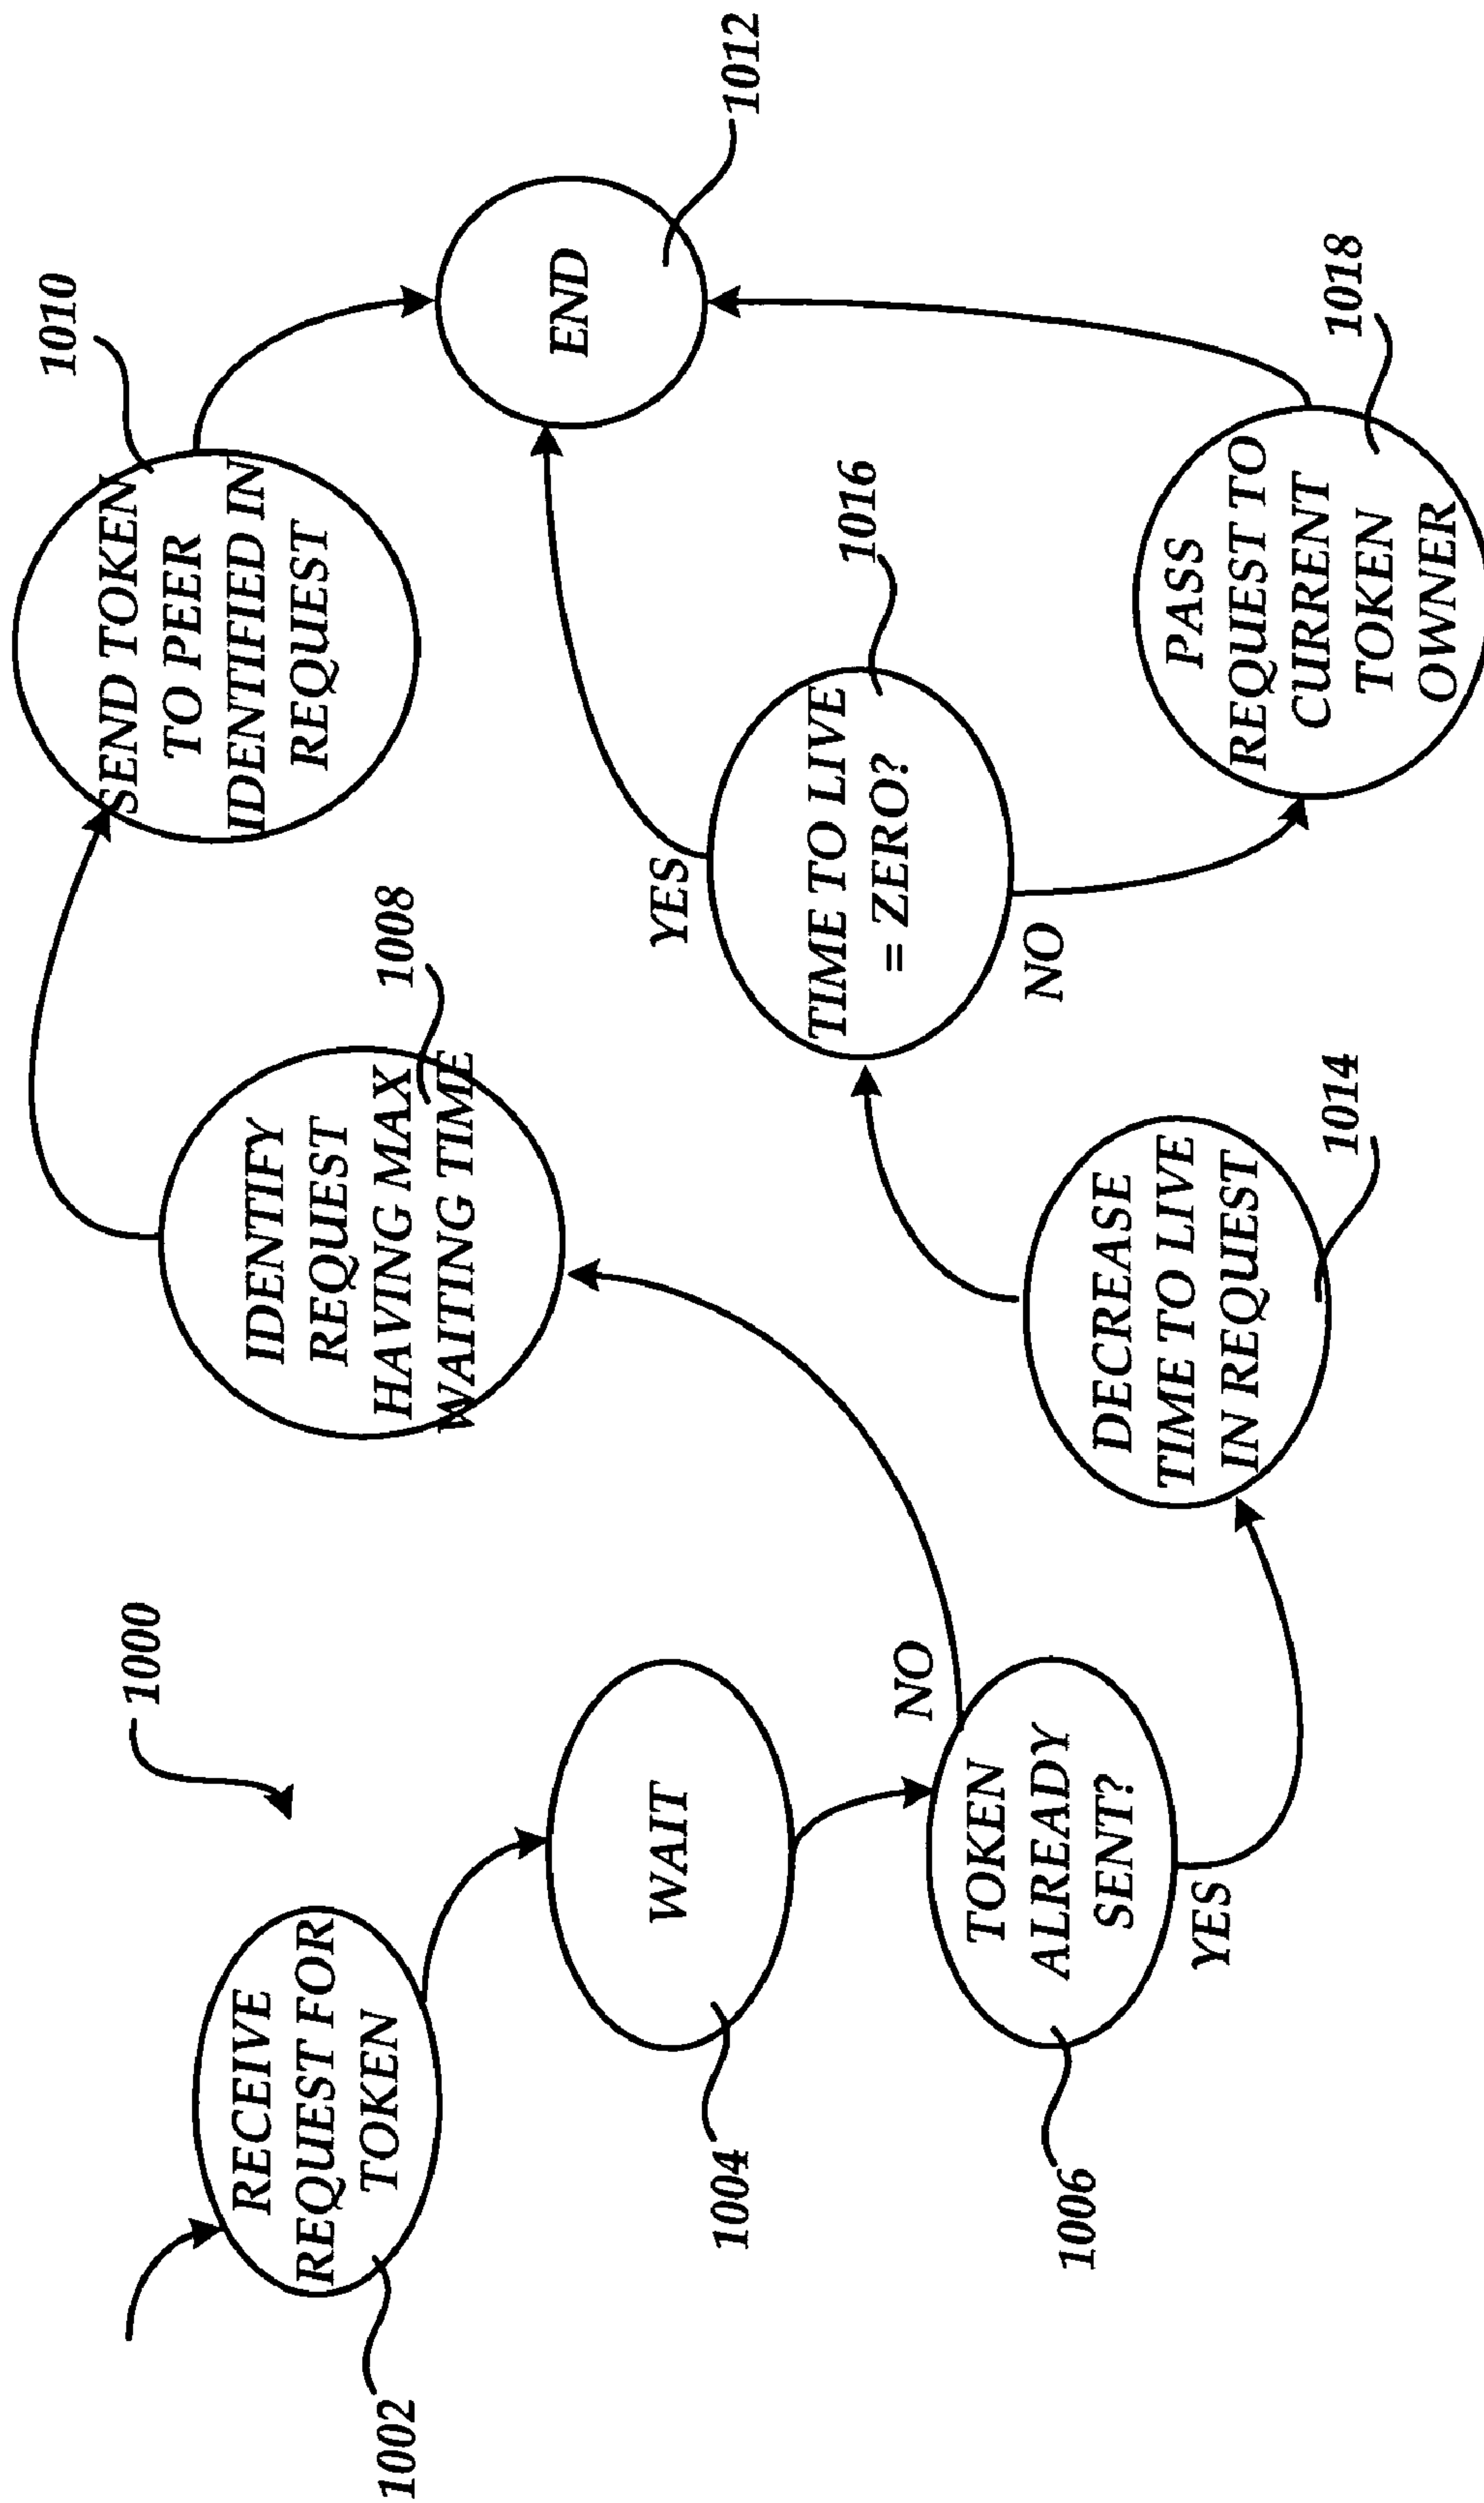 1000
RECEIVE
REQUEST FOR
TOKEN
1002
WAIT
1004
TOKEN
ALREADY
SENT?
1006
NO
YES
IDENTIFY
REQUEST
HAVING MAX
WAITING TIME
1008
SEND TOKEN
TO PEER
IDENTIFIED IN
REQUEST
1010
END
1012
DECREASE
TIME TO LIVE
IN REQUEST
1014
TIME TO LIVE
= ZERO?
1016
YES
NO
PASS
REQUEST TO
CURRENT
TOKEN
OWNER
1018